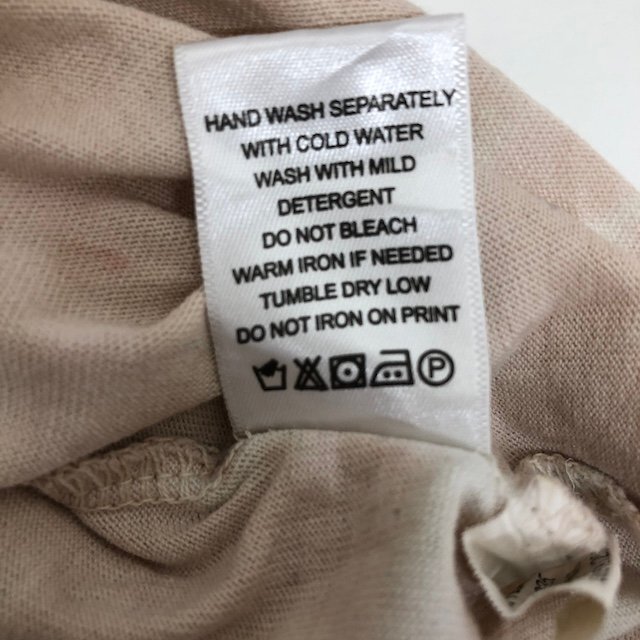 HAND WASH SEPARATELY
WITH COLD WATER
WASH WITH MILD
DETERGENT
DO NOT BLEACH
WARM IRON IF NEEDED
TUMBLE DRY LOW
DO NOT IRON ON PRINT
P